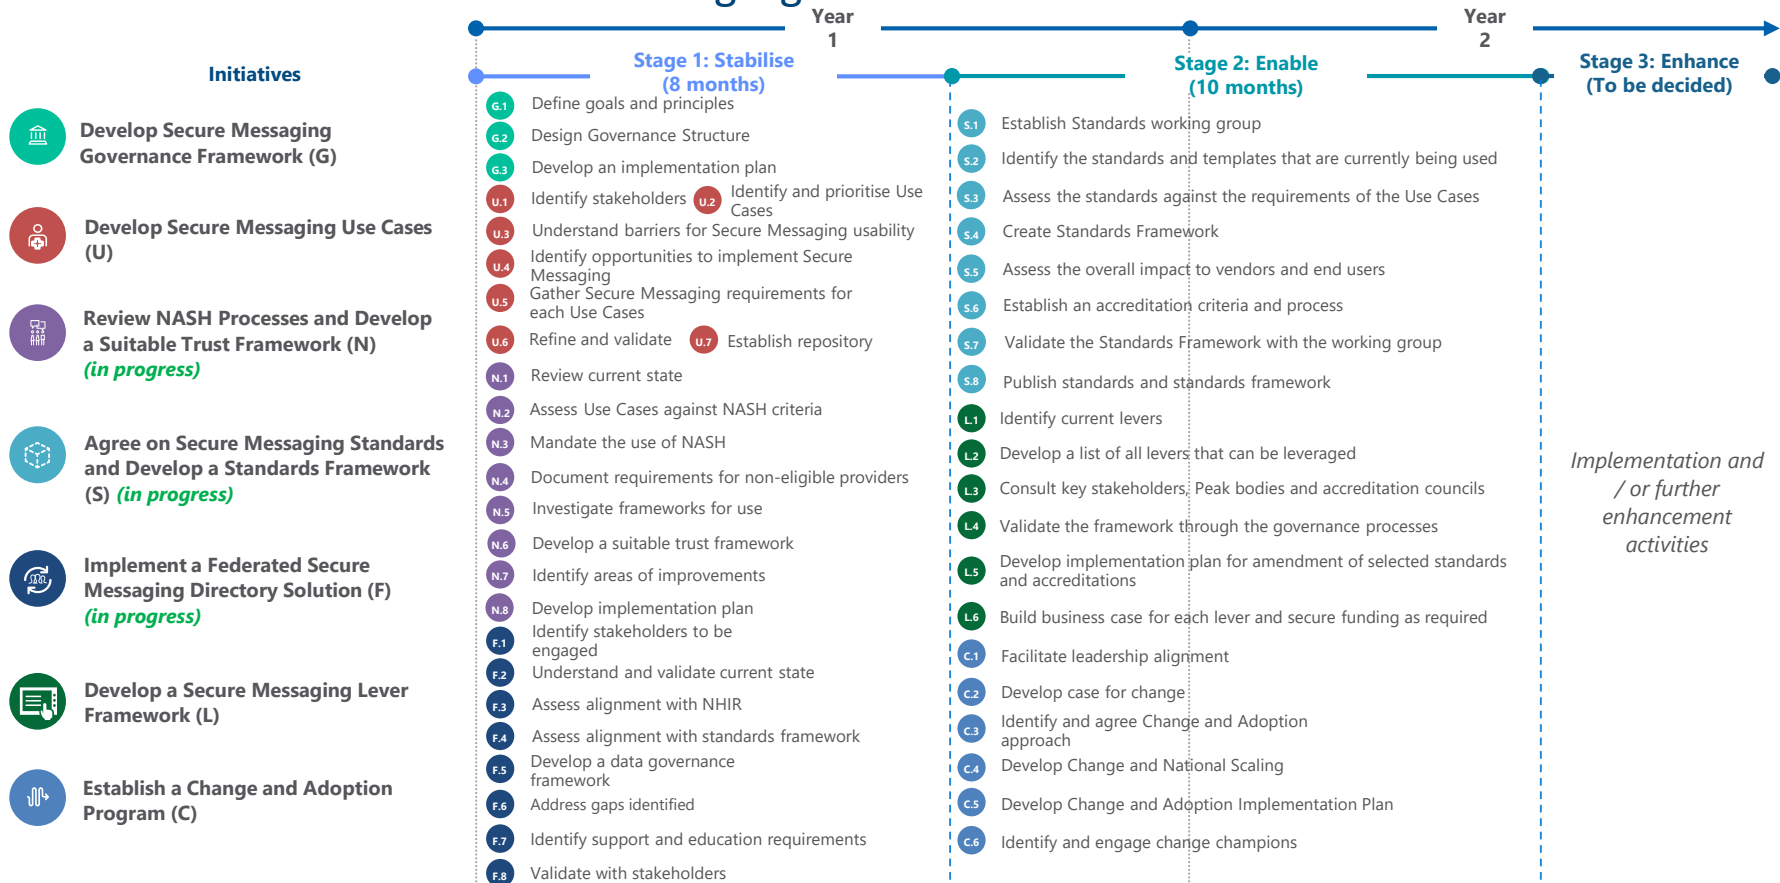 Year
1
Year
2
Initiatives
Stage 1: Stabilise
(8 months)
Stage 2: Enable
(10 months)
Stage 3: Enhance
(To be decided)
Develop Secure Messaging
Governance Framework (G)
Develop Secure Messaging Use Cases
(U)
Review NASH Processes and Develop
a Suitable Trust Framework (N)
(in progress)
Agree on Secure Messaging Standards
and Develop a Standards Framework
(S) (in progress)
Implement a Federated Secure
Messaging Directory Solution (F)
(in progress)
Develop a Secure Messaging Lever
Framework (L)
Establish a Change and Adoption
Program (C)
G.1 Define goals and principles
G.2 Design Governance Structure
G.3 Develop an implementation plan
U.1 Identify stakeholders
U.2 Identify and prioritise Use
Cases
U.3 Understand barriers for Secure Messaging usability
U.4 Identify opportunities to implement Secure
Messaging
U.5 Gather Secure Messaging requirements for
each Use Cases
U.6 Refine and validate
U.7 Establish repository
N.1 Review current state
N.2 Assess Use Cases against NASH criteria
N.3 Mandate the use of NASH
N.4 Document requirements for non-eligible providers
N.5 Investigate frameworks for use
N.6 Develop a suitable trust framework
N.7 Identify areas of improvements
N.8 Develop implementation plan
F.1 Identify stakeholders to be
engaged
F.2 Understand and validate current state
F.3 Assess alignment with NHIR
F.4 Assess alignment with standards framework
F.5 Develop a data governance
framework
F.6 Address gaps identified
F.7 Identify support and education requirements
F.8 Validate with stakeholders
S.1 Establish Standards working group
S.2 Identify the standards and templates that are currently being used
S.3 Assess the standards against the requirements of the Use Cases
S.4 Create Standards Framework
S.5 Assess the overall impact to vendors and end users
S.6 Establish an accreditation criteria and process
S.7 Validate the Standards Framework with the working group
S.8 Publish standards and standards framework
L.1 Identify current levers
L.2 Develop a list of all levers that can be leveraged
L.3 Consult key stakeholders, Peak bodies and accreditation councils
L.4 Validate the framework through the governance processes
L.5 Develop implementation plan for amendment of selected standards
and accreditations
L.6 Build business case for each lever and secure funding as required
C.1 Facilitate leadership alignment
C.2 Develop case for change
C.3 Identify and agree Change and Adoption
approach
C.4 Develop Change and National Scaling
C.5 Develop Change and Adoption Implementation Plan
C.6 Identify and engage change champions
Implementation and
/ or further
enhancement
activities